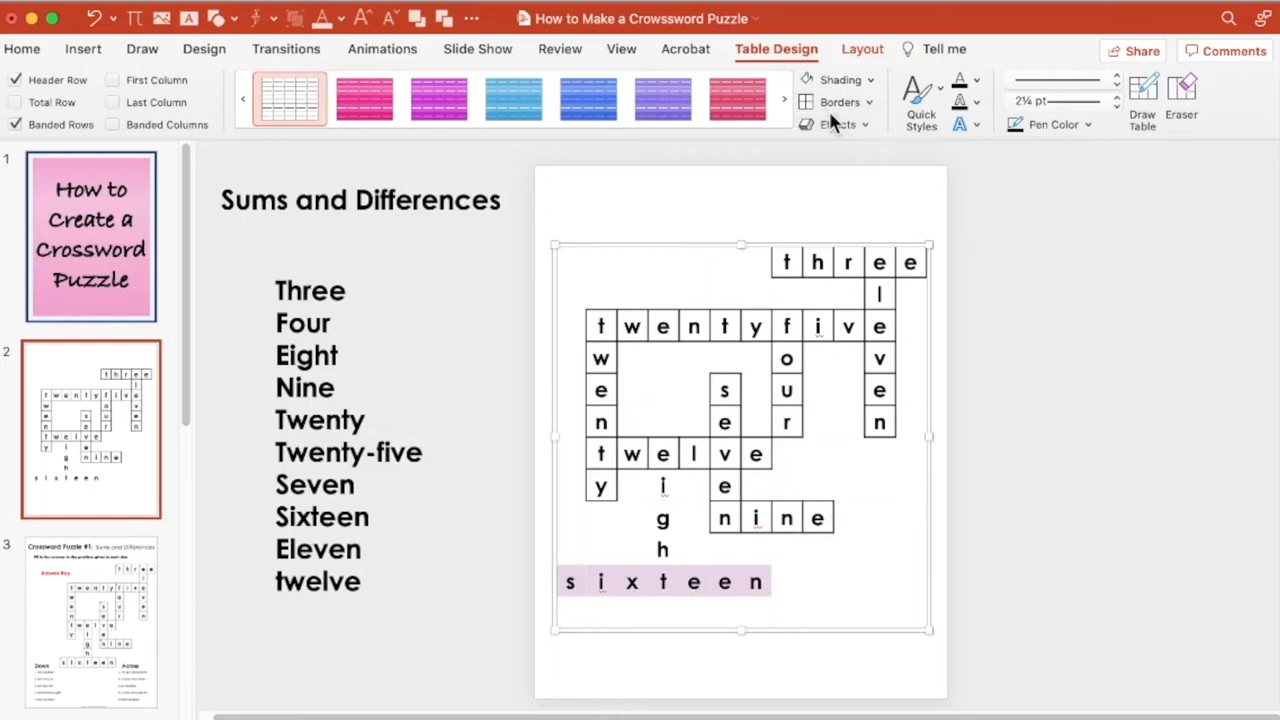 How to Make a Crowssword Puzzle
Home Insert Draw Design Transitions Animations Slide Show Review View Acrobat Table Design Layout Tell me Share Comments
Header Row First Column Shading
Total Row Last Column Borders 2¼ pt
Banded Rows Banded Columns Effects Quick Styles Pen Color Draw Table Eraser
1
How to
Create a
Crossword
Puzzle
2
t h r e e
l
t w e n t y f i v e
w o v
e s u e
n e r n
t w e l v e
y i e
g n i n e
h
s i x t e e n
3
Crossword Puzzle #1: Sums and Differences
Answer Key
t h r e e
l
t w e n t y f i v e
w o v
e s u e
n e r n
t w e l v e
y i e
g n i n e
h
s i x t e e n
Down Across
Sums and Differences
Three
Four
Eight
Nine
Twenty
Twenty-five
Seven
Sixteen
Eleven
twelve
t h r e e
l
t w e n t y f i v e
w o v
e s u e
n e r n
t w e l v e
y i e
g n i n e
h
s i x t e e n